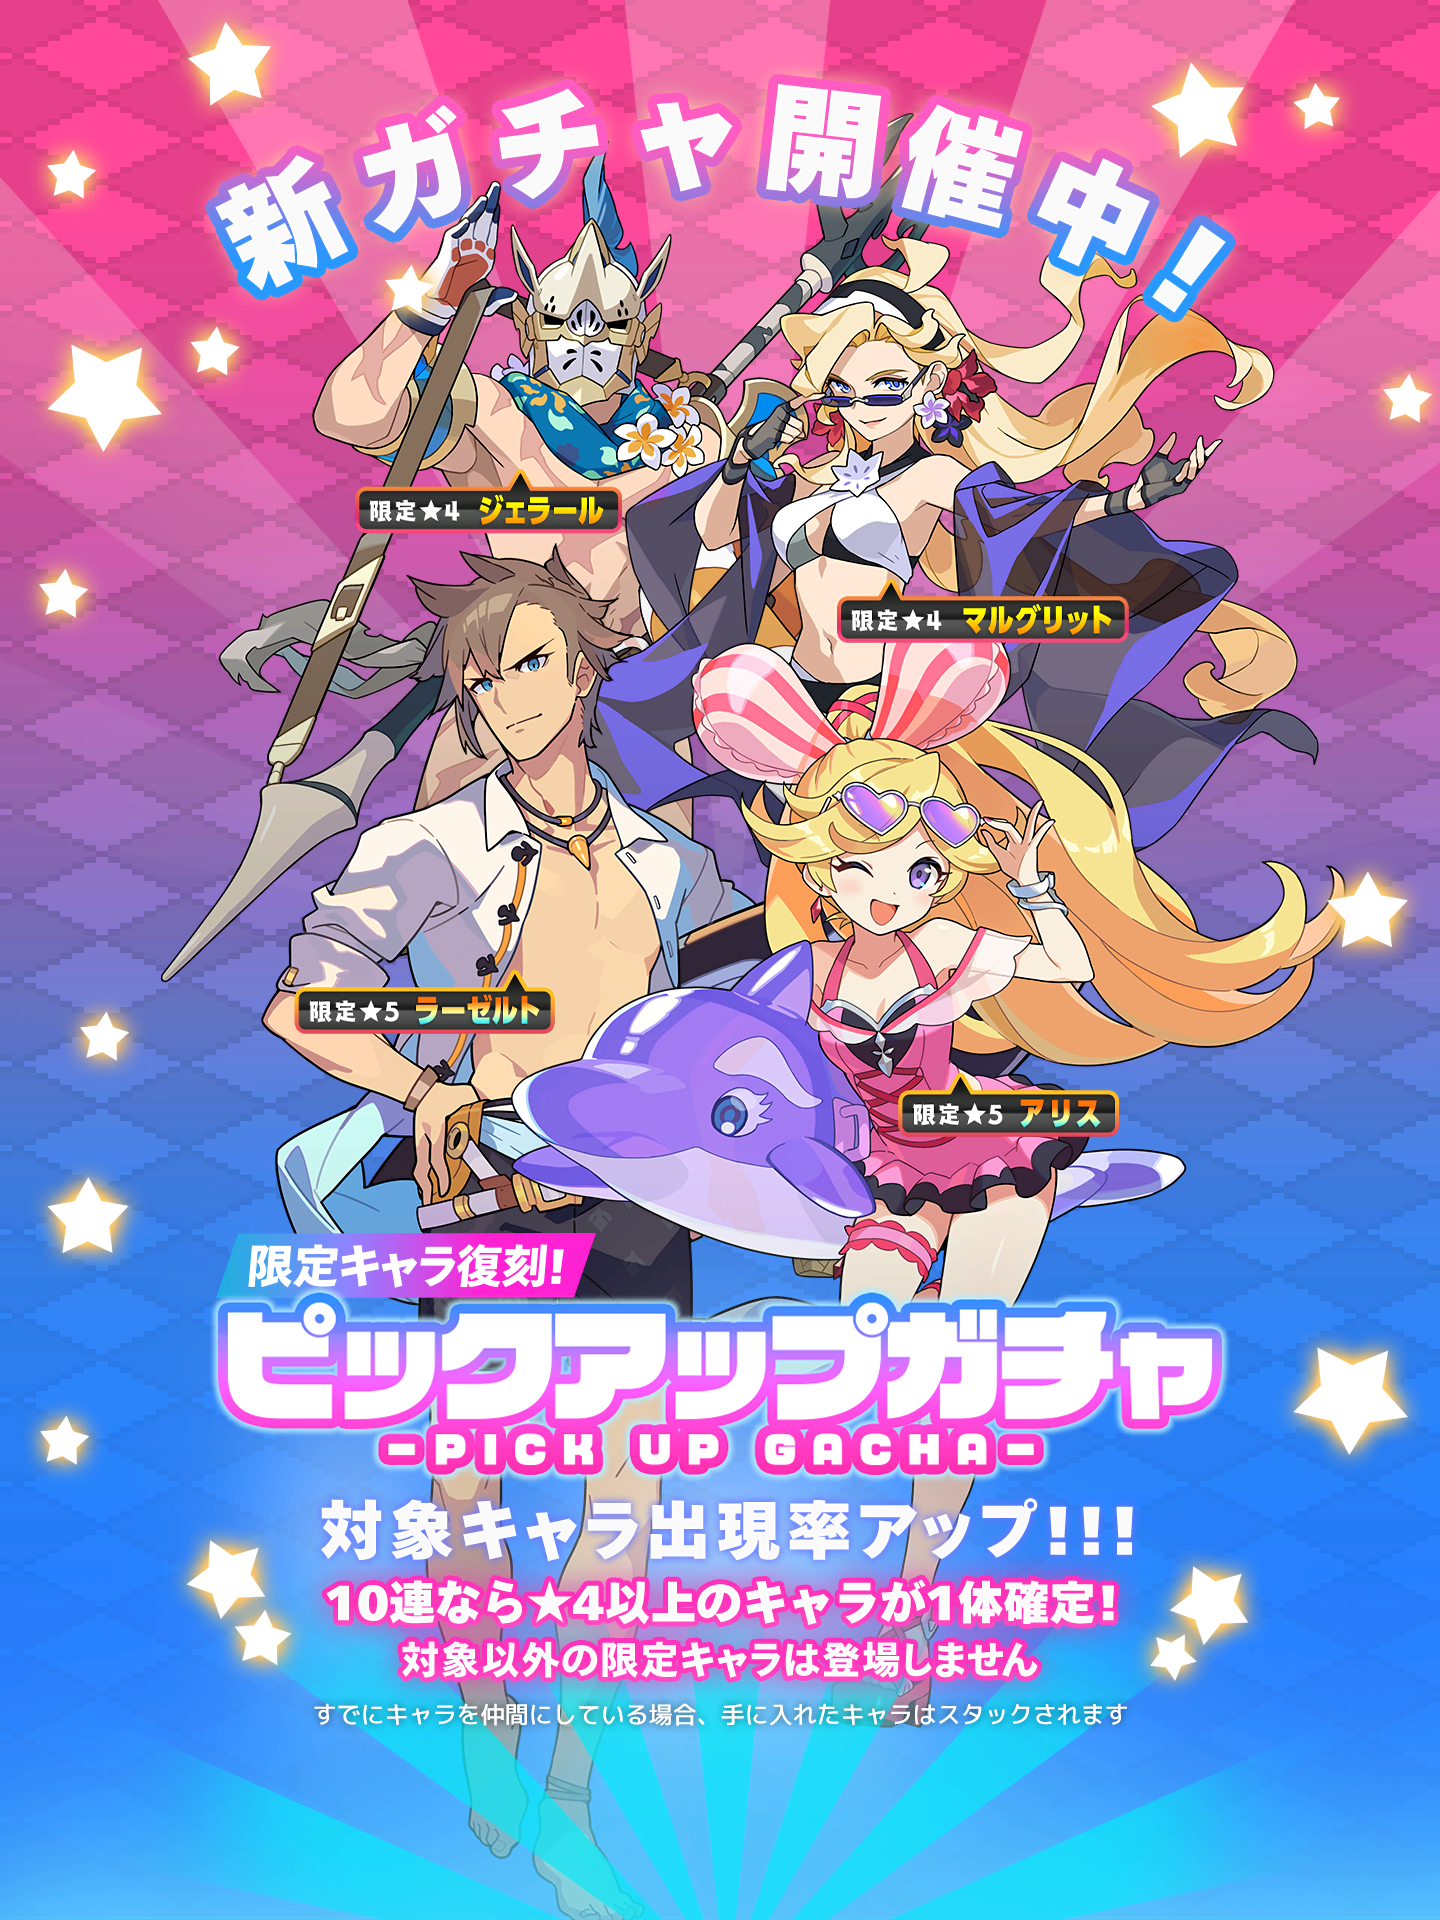 新ガチャ開催中!
限定★4 ジェラール
限定★4 マルグリット
限定★5 ラーゼルト
限定★5 アリス
限定キャラ復刻!
ピックアップガチャ
-PICK UP GACHA-
対象キャラ出現率アップ!!!
10連なら★4以上のキャラが1体確定!
対象以外の限定キャラは登場しません
すでにキャラを仲間にしている場合、手に入れたキャラはスタックされます